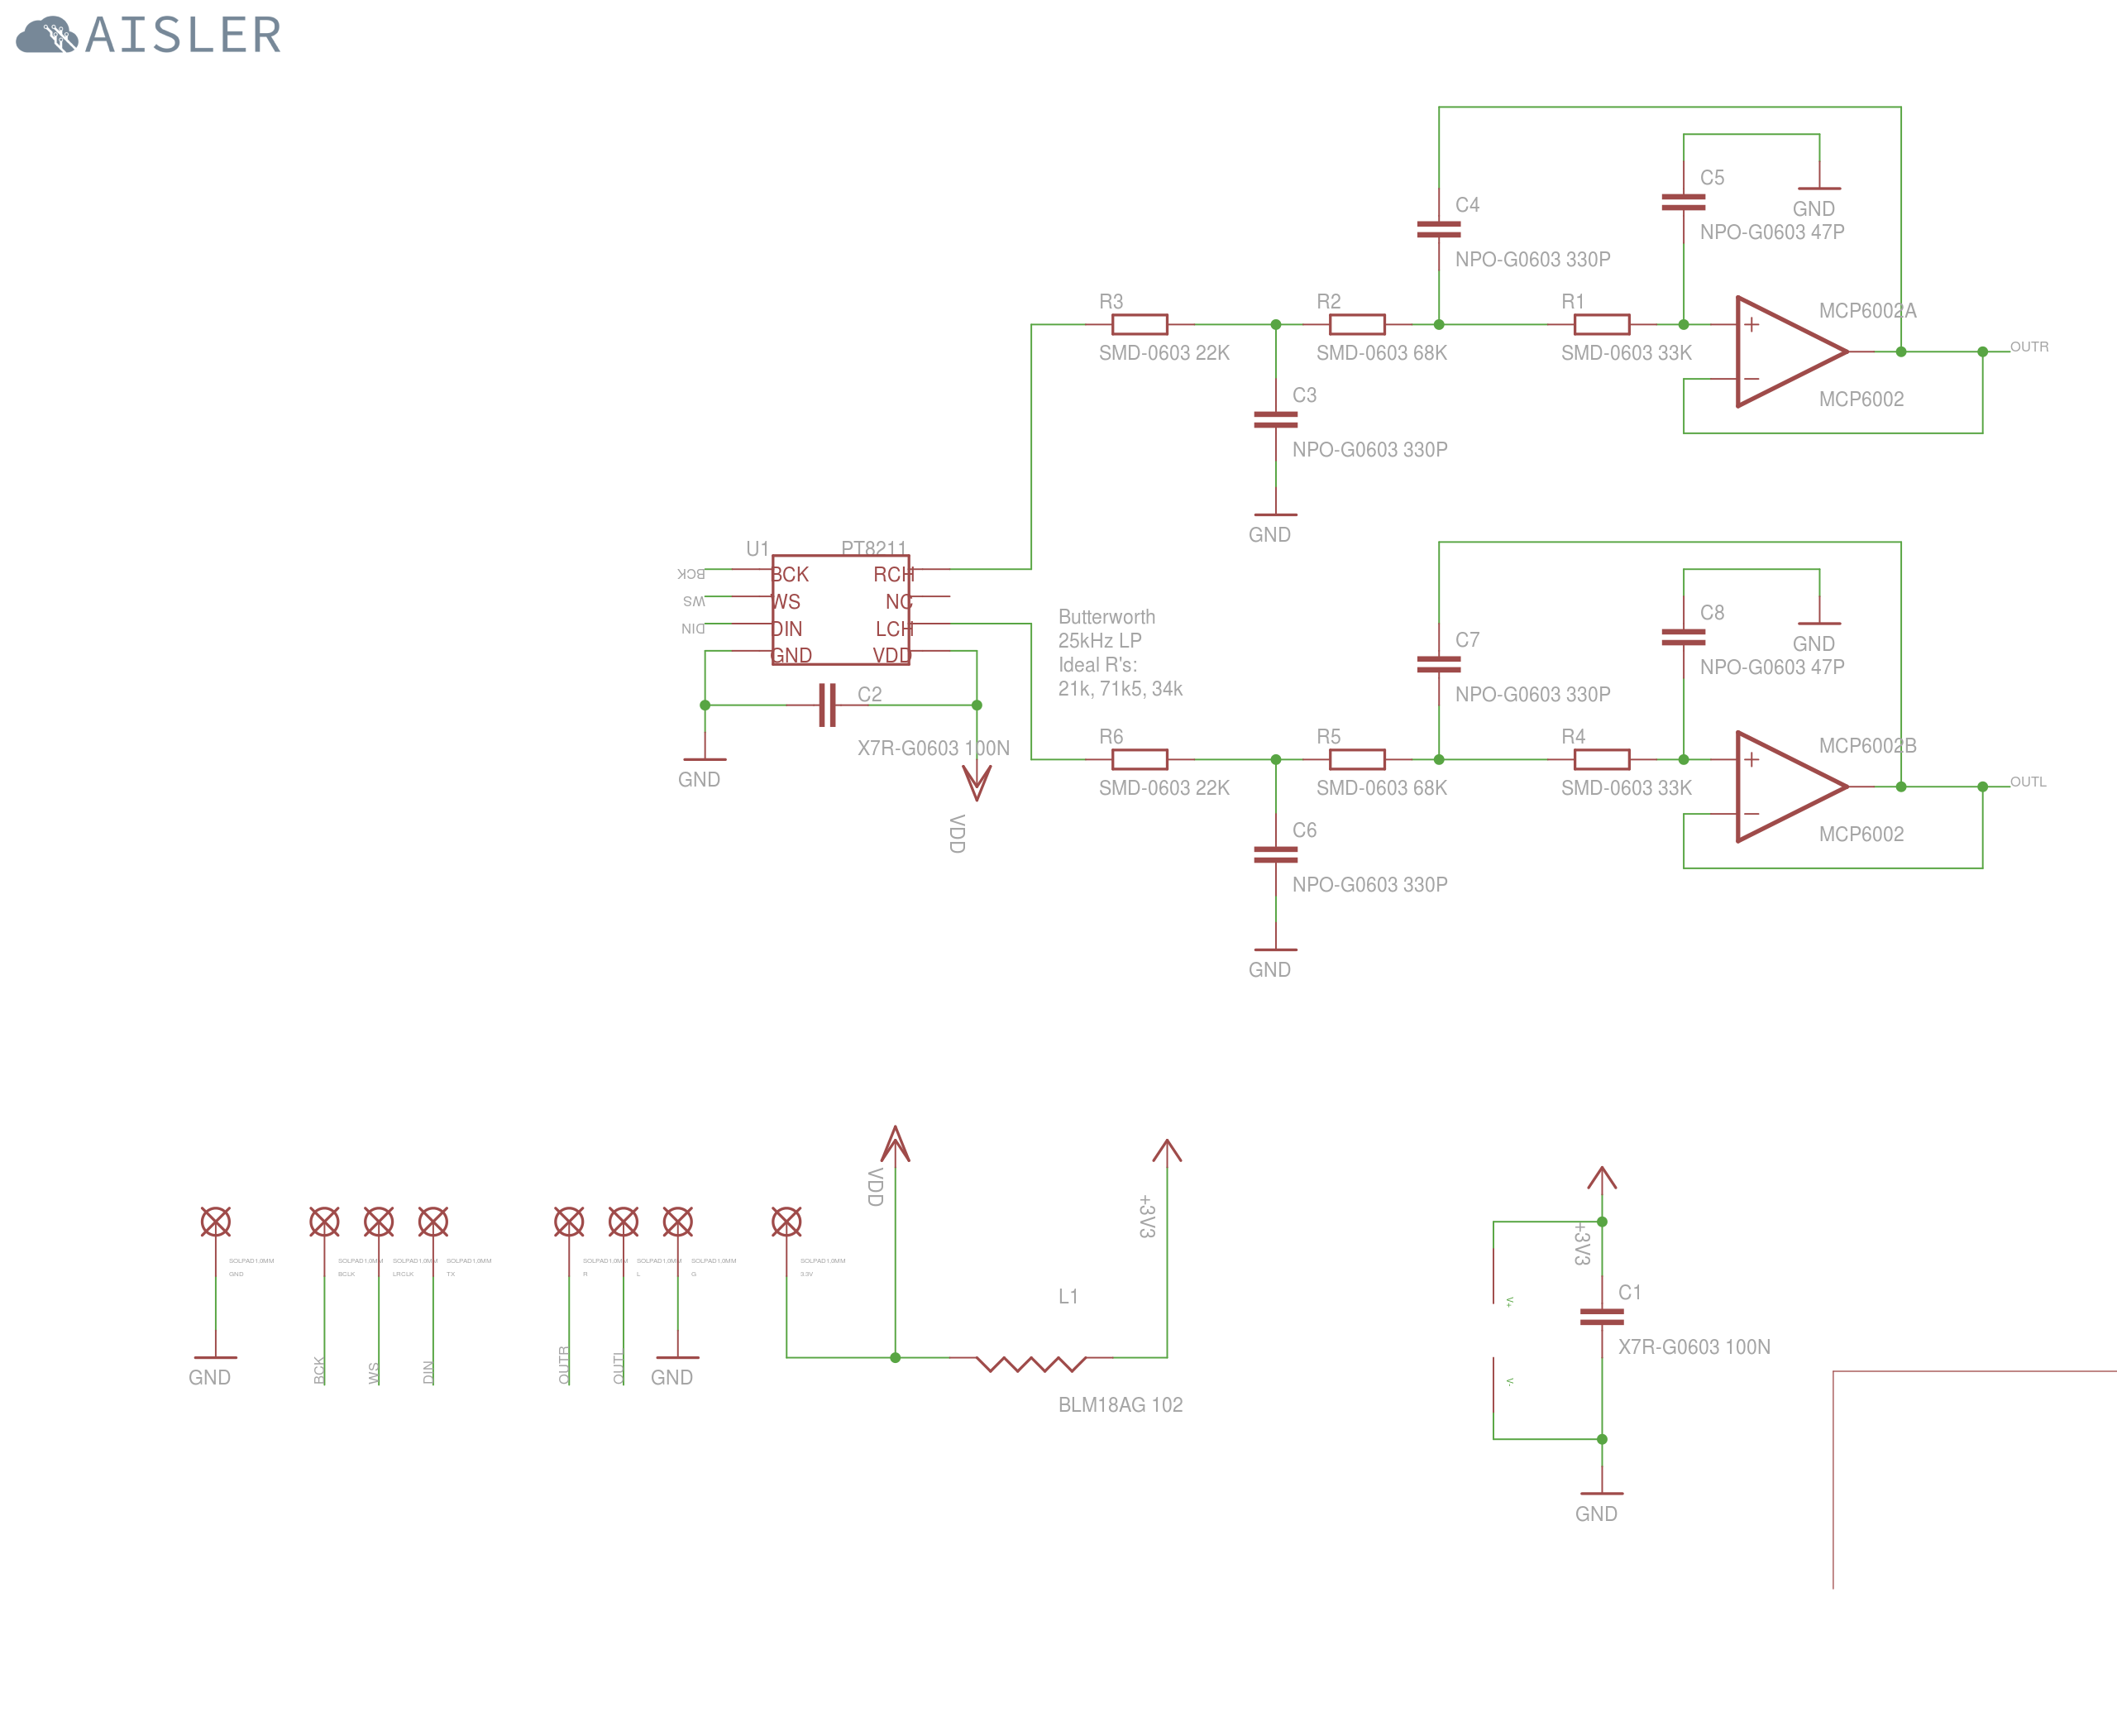 AISLER
C5
GND
NPO-G0603 47P
C4
NPO-G0603 330P
R3
SMD-0603 22K
R2
SMD-0603 68K
R1
SMD-0603 33K
MCP6002A
+
-
MCP6002
OUTR
C3
NPO-G0603 330P
GND
U1
PT8211
BCK
WS
DIN
BCK
WS
DIN
GND
RCH
NC
LCH
VDD
C2
X7R-G0603 100N
GND
VDD
Butterworth
25kHz LP
Ideal R's:
21k, 71k5, 34k
C8
GND
NPO-G0603 47P
C7
NPO-G0603 330P
R6
SMD-0603 22K
R5
SMD-0603 68K
R4
SMD-0603 33K
MCP6002B
+
-
MCP6002
OUTL
C6
NPO-G0603 330P
GND
SOLPAD1,0MM
GND
GND
SOLPAD1,0MM
BCLK
BCK
SOLPAD1,0MM
LRCLK
WS
SOLPAD1,0MM
TX
DIN
SOLPAD1,0MM
R
OUTR
SOLPAD1,0MM
L
OUTL
SOLPAD1,0MM
G
GND
SOLPAD1,0MM
3.3V
VDD
+3V3
L1
BLM18AG 102
+3V3
V+
V-
C1
X7R-G0603 100N
GND